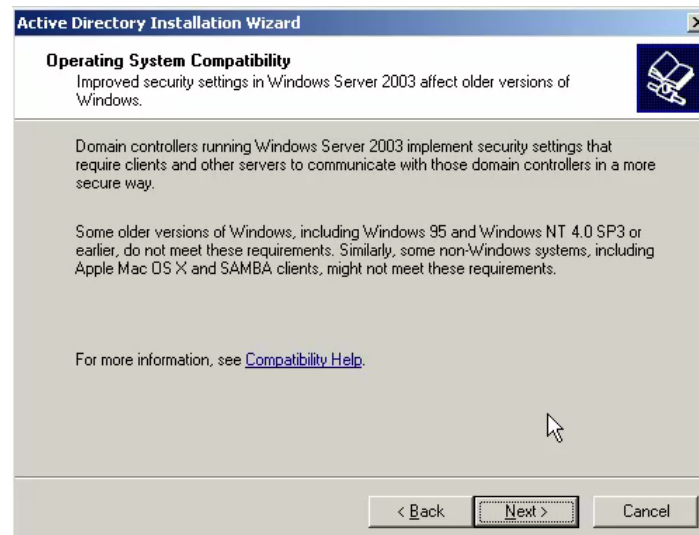 Active Directory Installation Wizard
Operating System Compatibility
Improved security settings in Windows Server 2003 affect older versions of
Windows.
Domain controllers running Windows Server 2003 implement security settings that
require clients and other servers to communicate with those domain controllers in a more
secure way.
Some older versions of Windows, including Windows 95 and Windows NT 4.0 SP3 or
earlier, do not meet these requirements. Similarly, some non-Windows systems, including
Apple Mac OS X and SAMBA clients, might not meet these requirements.
For more information, see Compatibility Help.
< Back
Next >
Cancel